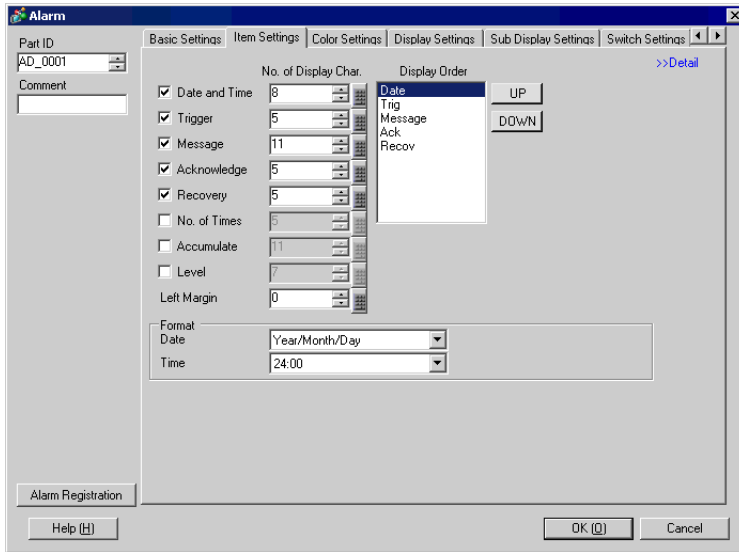 Alarm
Part ID
AD_0001
Comment
Basic Settings Item Settings Color Settings Display Settings Sub Display Settings Switch Settings
>>Detail
No. of Display Char. Display Order
Date and Time 8
Trigger 5
Message 11
Acknowledge 5
Recovery 5
No. of Times 5
Accumulate 11
Level 7
Left Margin 0
Date
Trig
Message
Ack
Recov
UP
DOWN
Format
Date Year/Month/Day
Time 24:00
Alarm Registration
Help (H) OK (O) Cancel